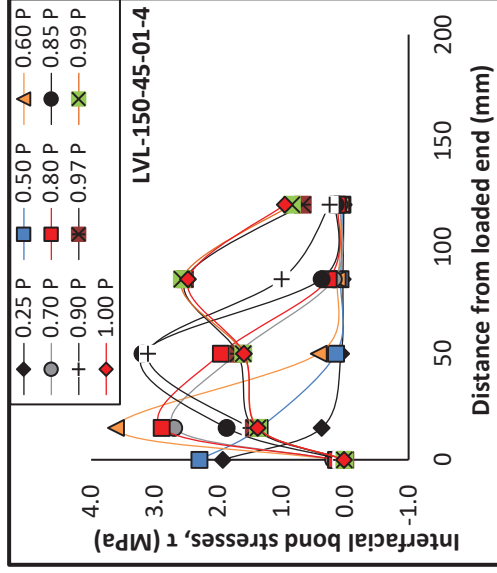 0.25 P 0.50 P 0.60 P
0.70 P 0.80 P 0.85 P
0.90 P 0.97 P 0.99 P
1.00 P
LVL-150-45-01-4
4.0
3.0
2.0
1.0
0.0
-1.0
0 50 100 150 200
Interfacial bond stresses, τ (MPa)
Distance from loaded end (mm)